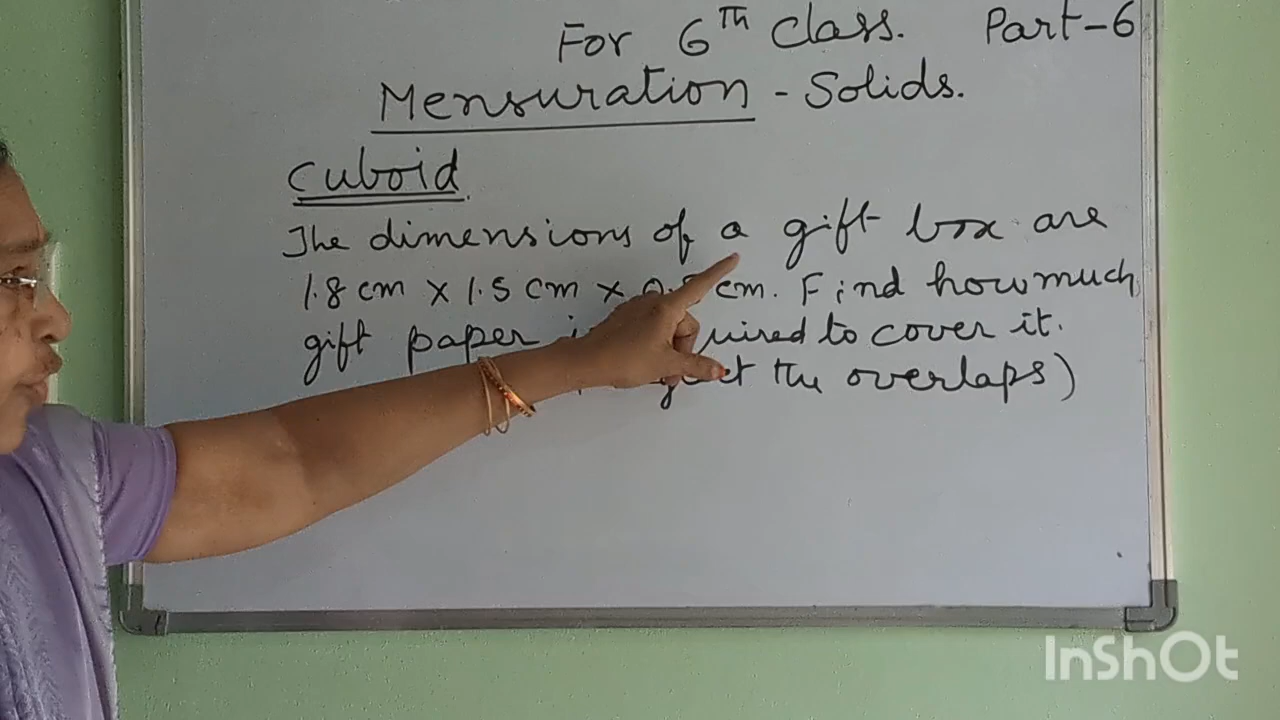 For 6th class. Part-6
Mensuration - Solids.
Cuboid
The dimensions of a gift box are
1.8 cm x 1.5 cm x cm. Find how much
gift paper to cover it.
the overlaps)
InShOt